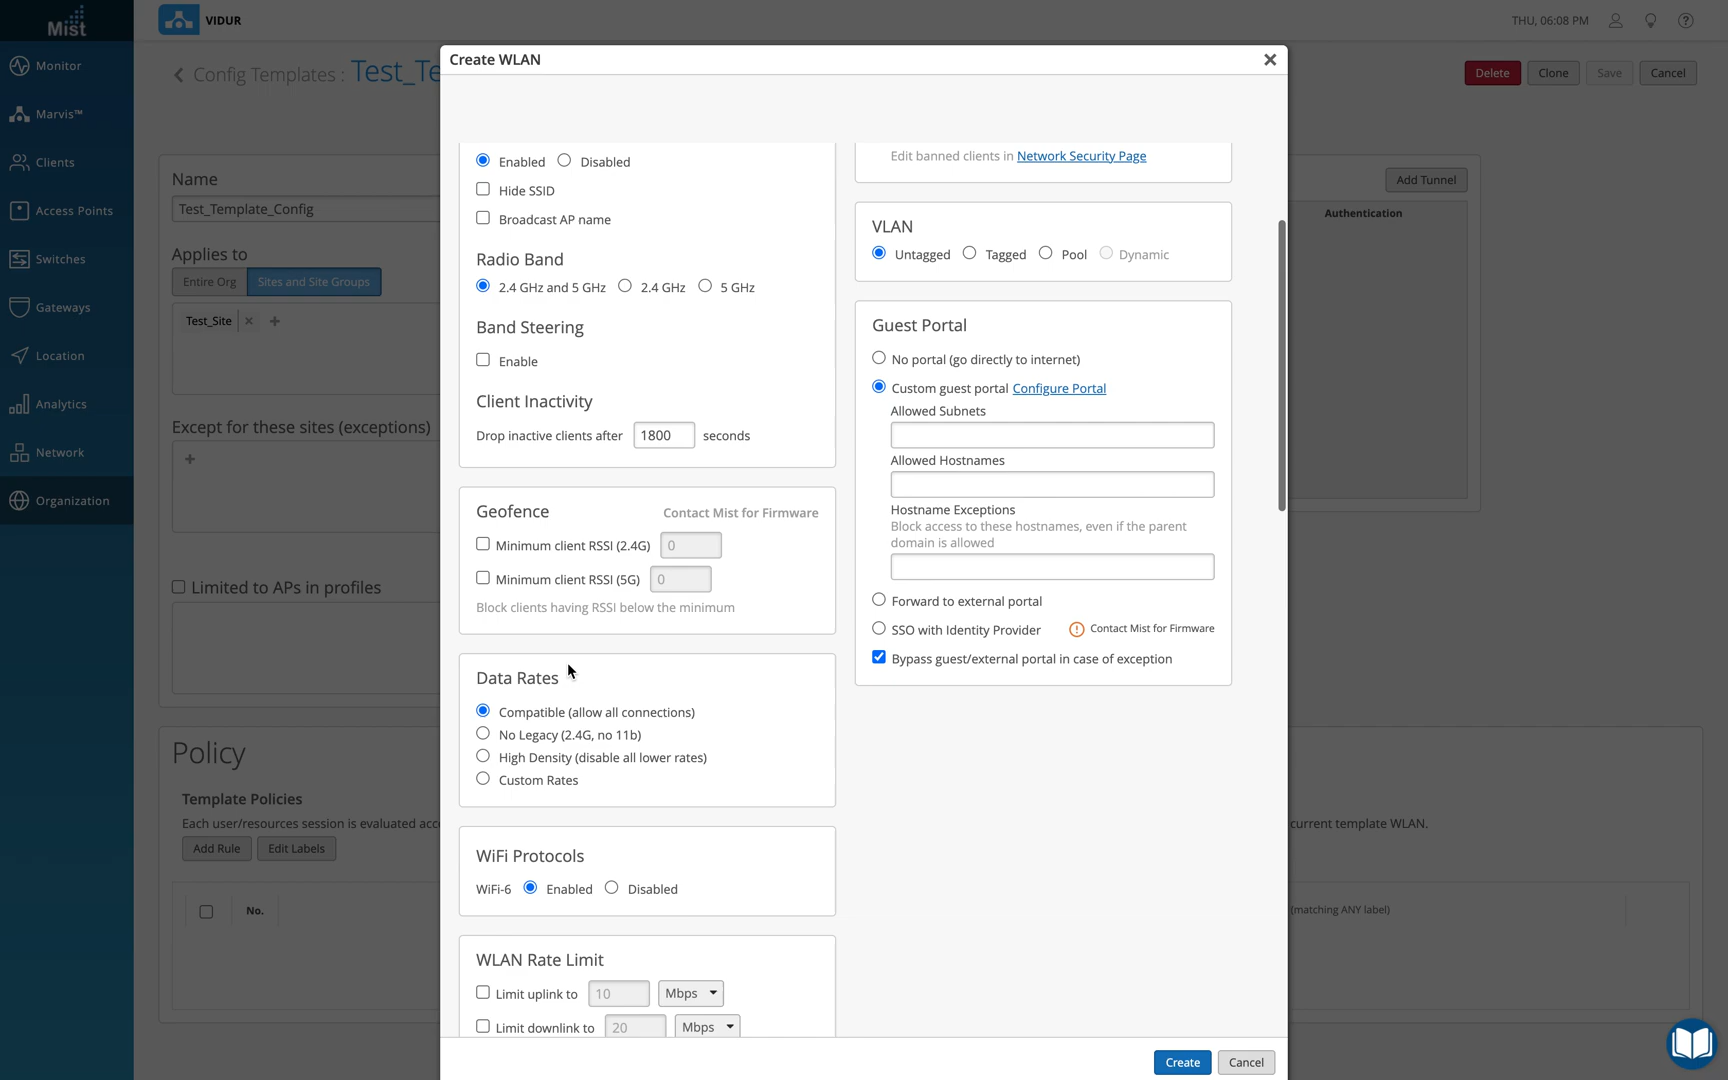 Mist
VIDUR
THU, 06:08 PM
Monitor
Marvis™
Clients
Access Points
Switches
Gateways
Location
Analytics
Network
Organization
Config Templates : Test_Te
Delete
Clone
Save
Cancel
Name
Test_Template_Config
Applies to
Entire Org
Sites and Site Groups
Test_Site
Except for these sites (exceptions)
Limited to APs in profiles
Add Tunnel
Authentication
Policy
Template Policies
Each user/resources session is evaluated acc
current template WLAN.
Add Rule
Edit Labels
No.
(matching ANY label)
Create WLAN
Enabled
Disabled
Hide SSID
Broadcast AP name
Radio Band
2.4 GHz and 5 GHz
2.4 GHz
5 GHz
Band Steering
Enable
Client Inactivity
Drop inactive clients after 1800 seconds
Geofence
Contact Mist for Firmware
Minimum client RSSI (2.4G) 0
Minimum client RSSI (5G) 0
Block clients having RSSI below the minimum
Data Rates
Compatible (allow all connections)
No Legacy (2.4G, no 11b)
High Density (disable all lower rates)
Custom Rates
WiFi Protocols
WiFi-6 Enabled Disabled
WLAN Rate Limit
Limit uplink to 10 Mbps
Limit downlink to 20 Mbps
Edit banned clients in Network Security Page
VLAN
Untagged
Tagged
Pool
Dynamic
Guest Portal
No portal (go directly to internet)
Custom guest portal Configure Portal
Allowed Subnets
Allowed Hostnames
Hostname Exceptions
Block access to these hostnames, even if the parent
domain is allowed
Forward to external portal
SSO with Identity Provider
Contact Mist for Firmware
Bypass guest/external portal in case of exception
Create
Cancel